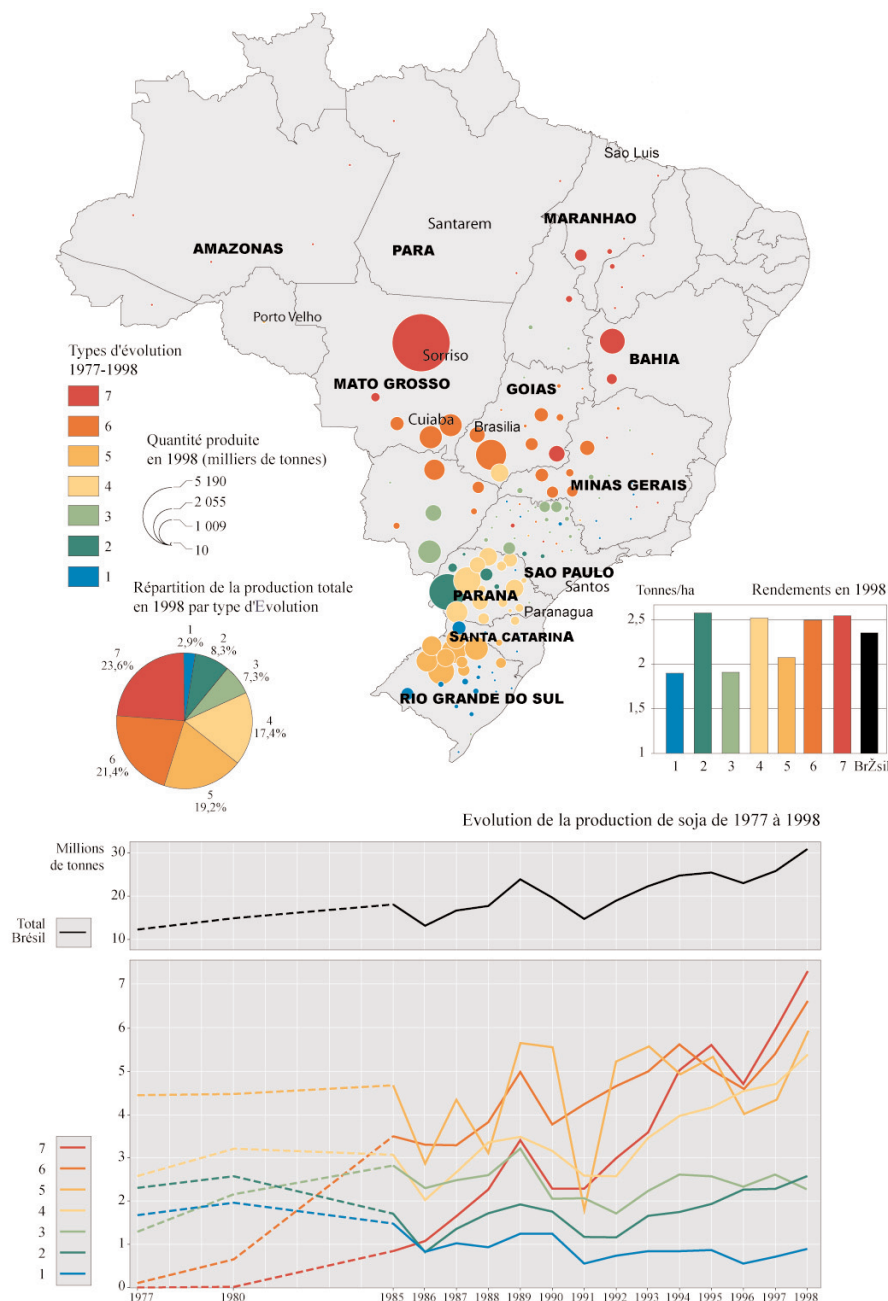 Sao Luis
Santarem
MARANHAO
AMAZONAS
PARA
Porto Velho
Sorriso
BAHIA
MATO GROSSO
GOIAS
Cuiaba
Brasilia
MINAS GERAIS
SAO PAULO
Santos
PARANA
Paranagua
SANTA CATARINA
RIO GRANDE DO SUL
Types d'évolution
1977-1998
7
6
5
4
3
2
1
Quantité produite
en 1998 (milliers de tonnes)
5 190
2 055
1 009
10
Répartition de la production totale
en 1998 par type d'Evolution
1
2,9%
2
8,3%
3
7,3%
4
17,4%
5
19,2%
6
21,4%
7
23,6%
Tonnes/ha
Rendements en 1998
2,5
2
1,5
1
1 2 3 4 5 6 7 BrŽsil
Evolution de la production de soja de 1977 à 1998
Millions
de tonnes
30
20
10
Total
Brésil
7
6
5
4
3
2
1
0
7
6
5
4
3
2
1
1977 1980 1985 1986 1987 1988 1989 1990 1991 1992 1993 1994 1995 1996 1997 1998